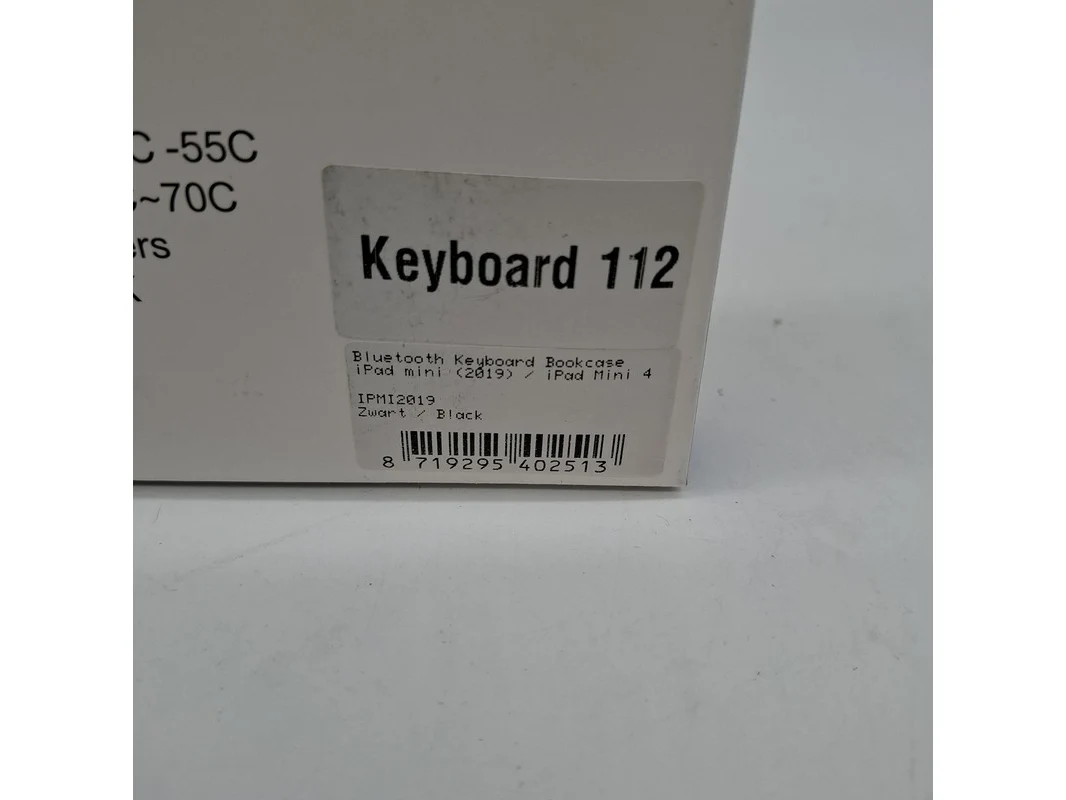 -55C
~70C
Keyboard 112
Bluetooth Keyboard Bookcase
iPad mini (2019) / iPad Mini 4
IPMI2019
Zwart / Black
8 719295 402513